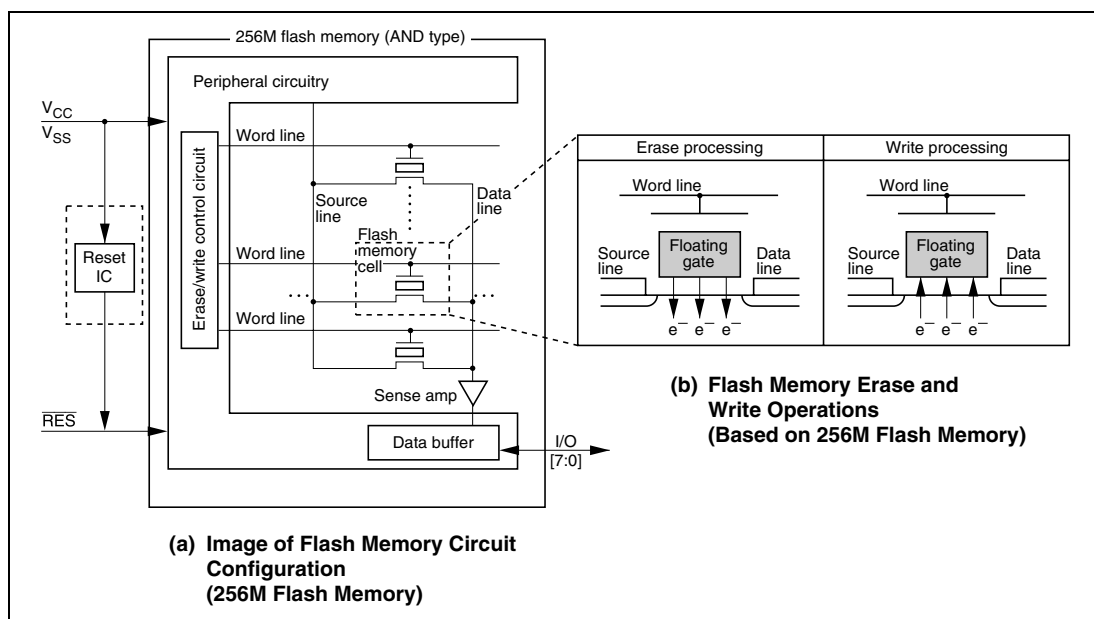 256M flash memory (AND type)
Peripheral circuitry
VCC
VSS
Erase/write control circuit
Word line
Source
line
Data
line
Flash
memory
cell
Word line
Word line
Reset
IC
RES
Sense amp
Data buffer
I/O
[7:0]
(a) Image of Flash Memory Circuit
Configuration
(256M Flash Memory)
Erase processing
Word line
Source
line
Floating
gate
Data
line
e– e– e–
Write processing
Word line
Source
line
Floating
gate
Data
line
e– e– e–
(b) Flash Memory Erase and
Write Operations
(Based on 256M Flash Memory)